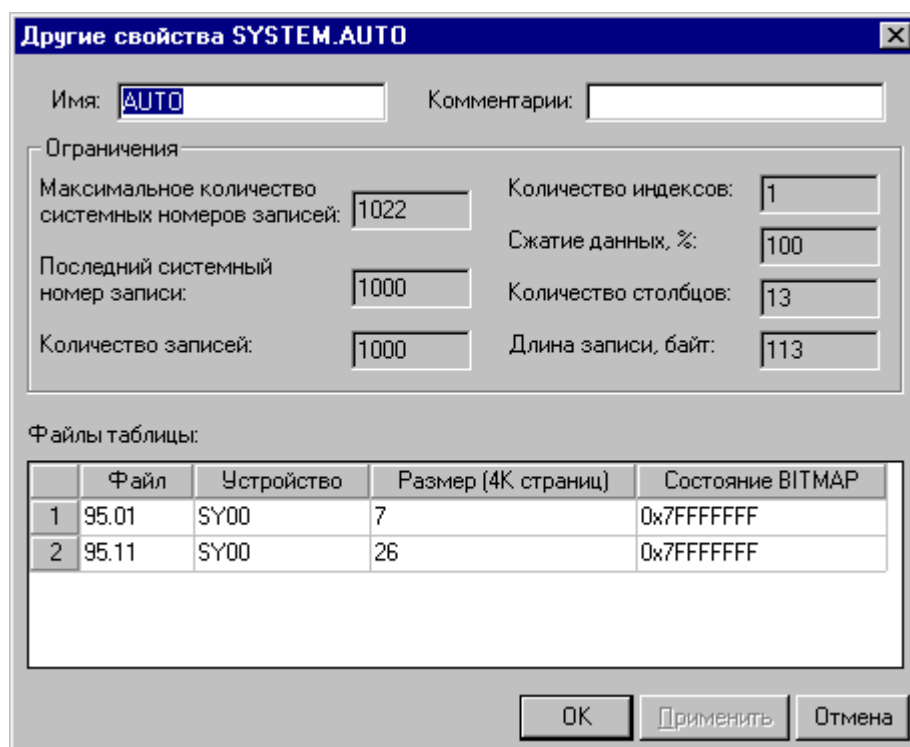 Другие свойства SYSTEM.AUTO
Имя: AUTO Комментарии:
Ограничения
Максимальное количество
системных номеров записей: 1022
Последний системный
номер записи: 1000
Количество записей: 1000
Количество индексов: 1
Сжатие данных, %: 100
Количество столбцов: 13
Длина записи, байт: 113
Файлы таблицы:
Файл Устройство Размер (4К страниц) Состояние BITMAP
1 95.01 SY00 7 0x7FFFFFFF
2 95.11 SY00 26 0x7FFFFFFF
OK Применить Отмена